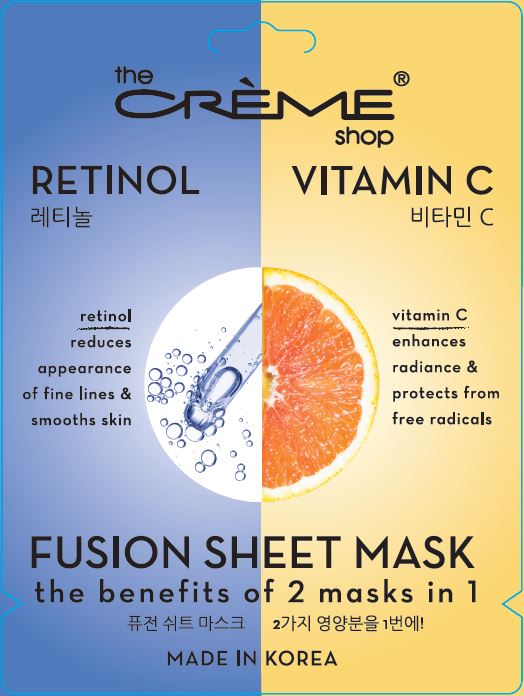 the
CRÈME®
shop
RETINOL
레티놀
VITAMIN C
비타민 C
retinol
reduces
appearance
of fine lines &
smooths skin
vitamin C
enhances
radiance &
protects from
free radicals
FUSION SHEET MASK
the benefits of 2 masks in 1
퓨전 쉬트 마스크 2가지 영양분을 1번에!
MADE IN KOREA